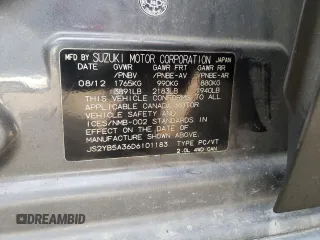 MFD. BY SUZUKI MOTOR CORPORATION JAPAN
DATE GVWR GAWR FRT GAWR RR
/PNBV /PNBE-AV /PNBE-AR
08/12 1765KG 990KG 880KG
3891LB 2183LB 1940LB
THIS VEHICLE CONFORMS TO ALL
APPLICABLE CANADA MOTOR
VEHICLE SAFETY AND
ICES/NMB-002 STANDARDS IN
EFFECT ON THE DATE OF
MANUFACTURE SHOWN ABOVE.
JS2YB5A36D6101183 TYPE PC/VT
2.0L 4WD CAN
DREAMBID